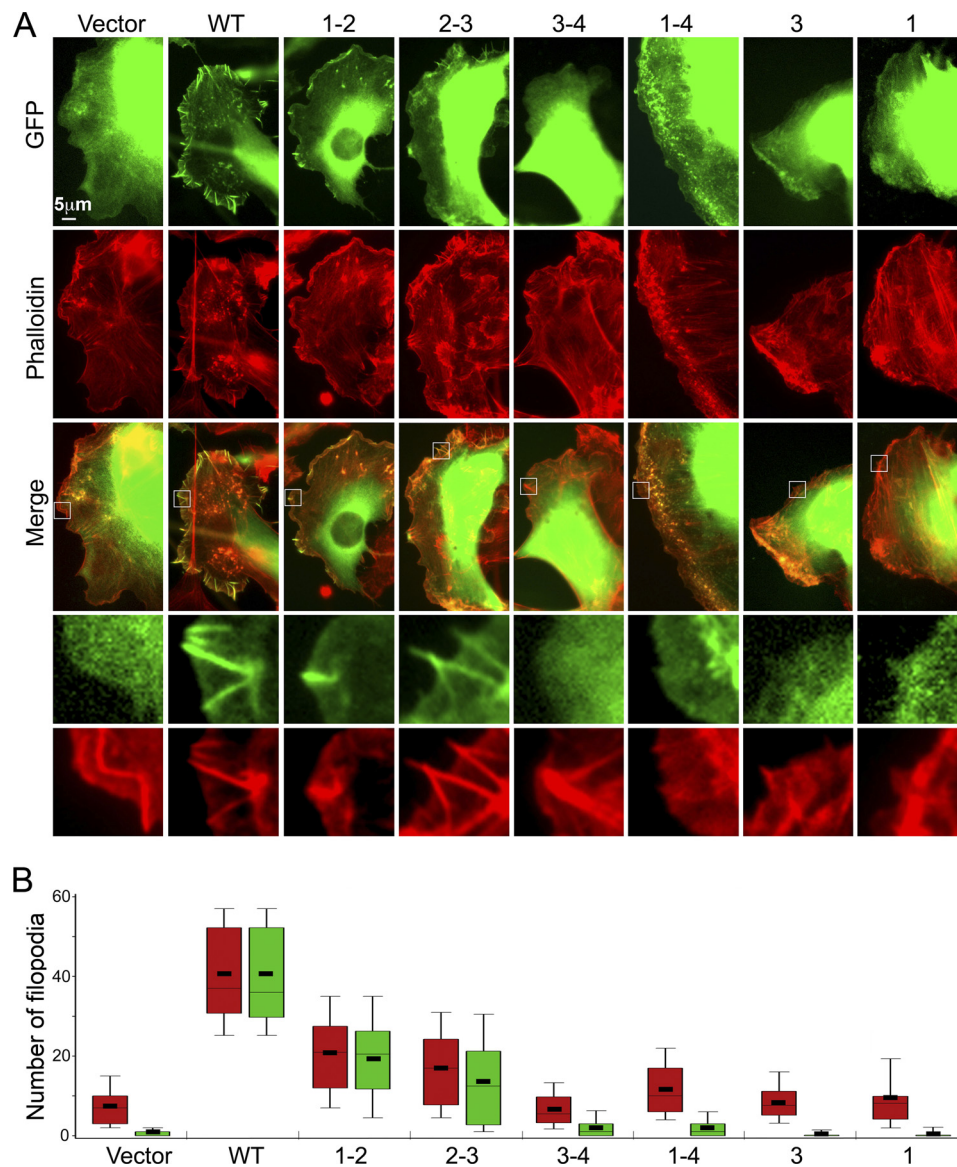 A
Vector WT 1-2 2-3 3-4 1-4 3 1
GFP
5μm
Phalloidin
Merge
B
Number of filopodia
60
40
20
0
Vector WT 1-2 2-3 3-4 1-4 3 1